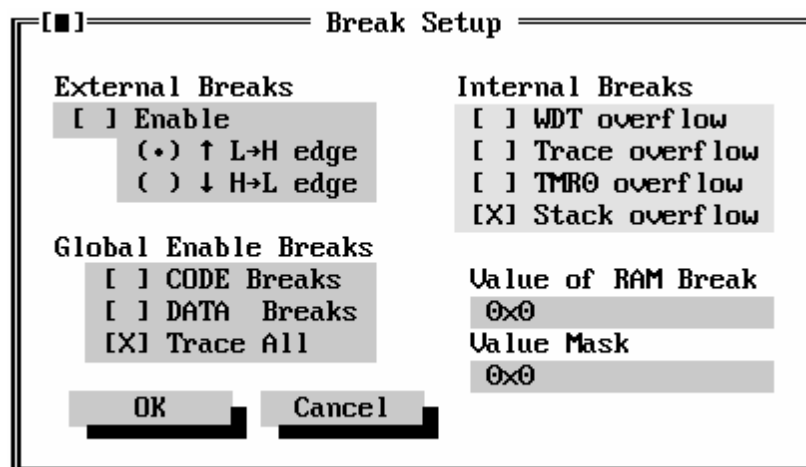 [■] Break Setup
External Breaks
[ ] Enable
(•) ↑ L→H edge
( ) ↓ H→L edge
Global Enable Breaks
[ ] CODE Breaks
[ ] DATA  Breaks
[X] Trace All
OK Cancel
Internal Breaks
[ ] WDT overflow
[ ] Trace overflow
[ ] TMR0 overflow
[X] Stack overflow
Value of RAM Break
0x0
Value Mask
0x0